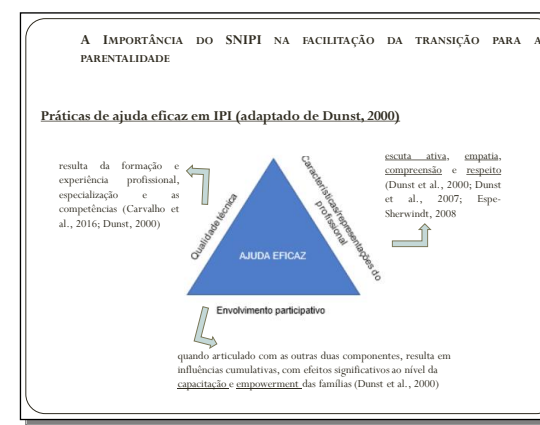 A IMPORTÂNCIA DO SNIPI NA FACILITAÇÃO DA TRANSIÇÃO PARA A
PARENTALIDADE
Práticas de ajuda eficaz em IPI (adaptado de Dunst, 2000)
resulta da formação e
experiência profissional,
especialização e as
competências (Carvalho et
al., 2016; Dunst, 2000)
Qualidade técnica
AJUDA EFICAZ
Características/representações do
profissional
escuta ativa, empatia,
compreensão e respeito
(Dunst et al., 2000; Dunst
et al., 2007; Espe-
Sherwindt, 2008
Envolvimento participativo
quando articulado com as outras duas componentes, resulta em
influências cumulativas, com efeitos significativos ao nível da
capacitação e empowerment das famílias (Dunst et al., 2000)